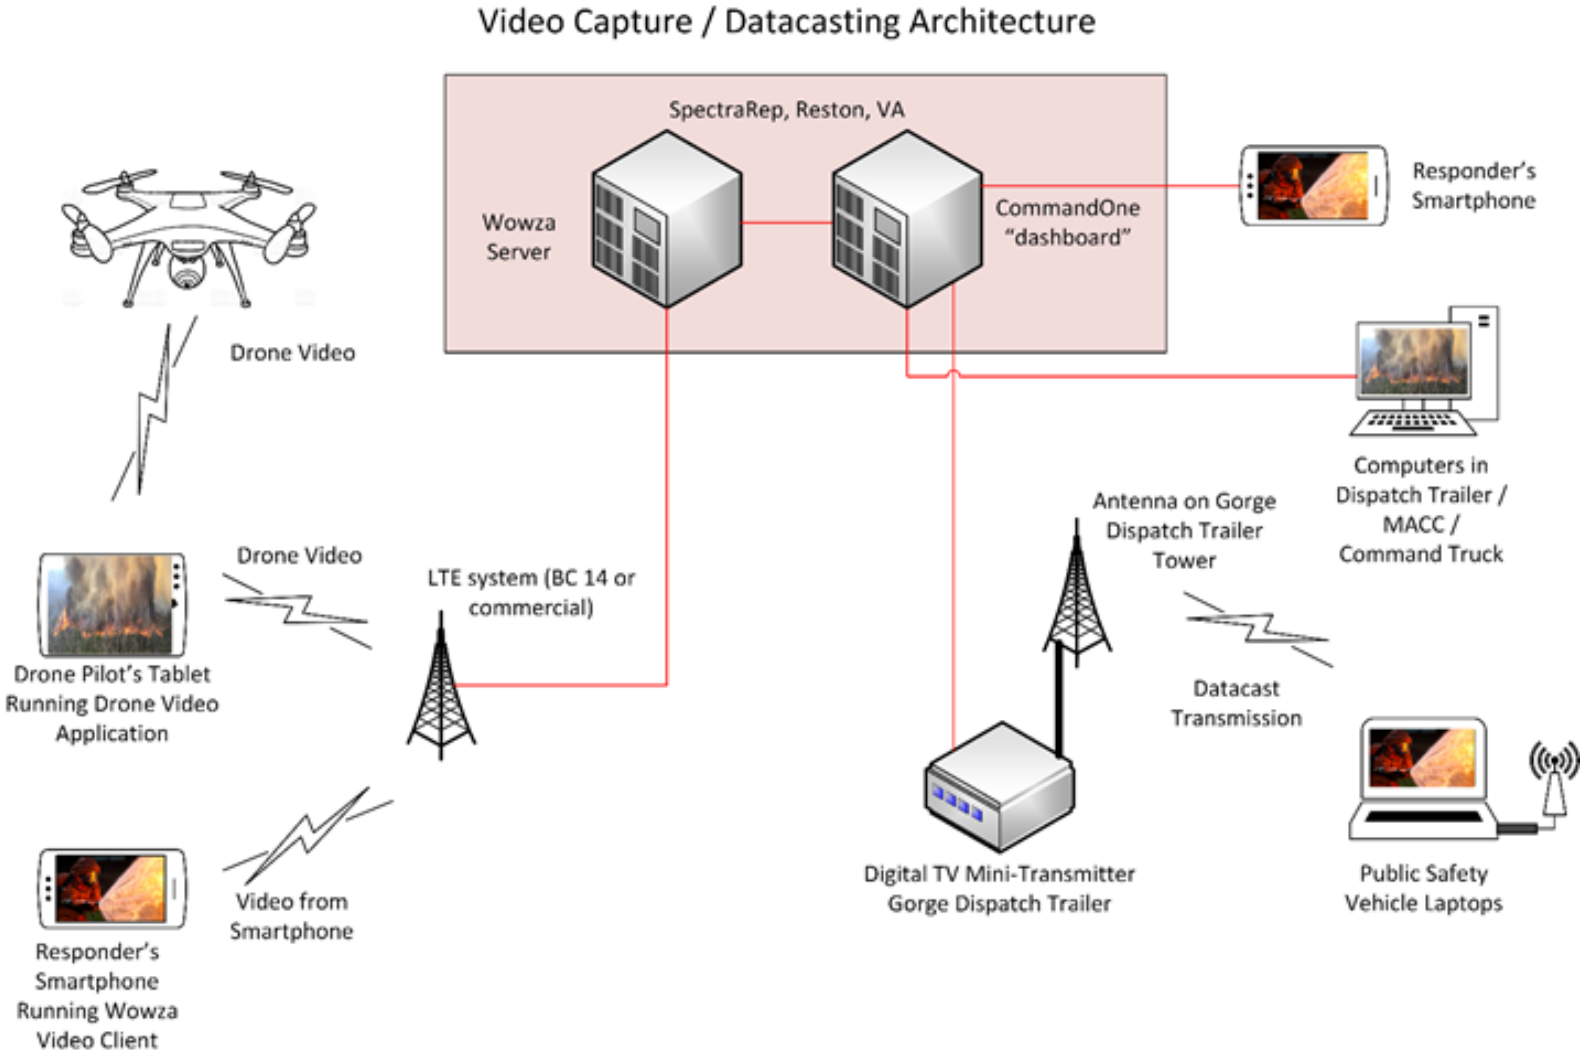 Video Capture / Datacasting Architecture
SpectraRep, Reston, VA
Wowza
Server
CommandOne
“dashboard”
Responder’s
Smartphone
Drone Video
Computers in
Dispatch Trailer /
MACC /
Command Truck
Antenna on Gorge
Dispatch Trailer
Tower
Drone Video
LTE system (BC 14 or
commercial)
Drone Pilot’s Tablet
Running Drone Video
Application
Datacast
Transmission
Digital TV Mini-Transmitter
Gorge Dispatch Trailer
Public Safety
Vehicle Laptops
Video from
Smartphone
Responder’s
Smartphone
Running Wowza
Video Client